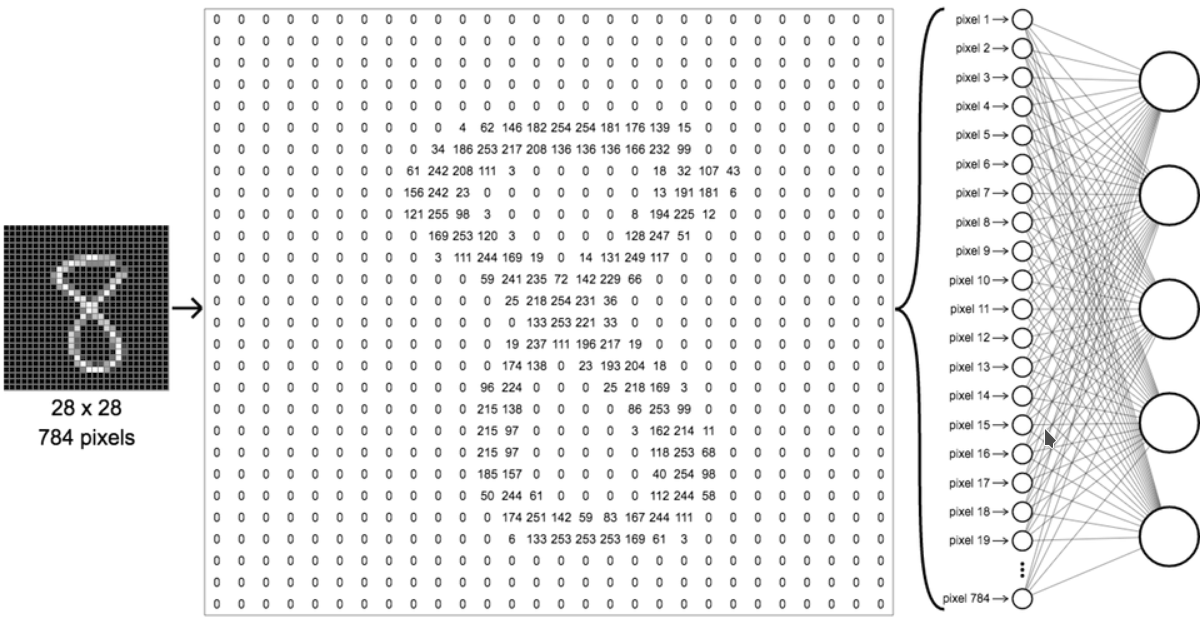 0 0 0 0 0 0 0 0 0 0 0 0 0 0 0 0 0 0 0 0 0 0 0 0 0 0 0 0
0 0 0 0 0 0 0 0 0 0 0 0 0 0 0 0 0 0 0 0 0 0 0 0 0 0 0 0
0 0 0 0 0 0 0 0 0 0 0 0 0 0 0 0 0 0 0 0 0 0 0 0 0 0 0 0
0 0 0 0 0 0 0 0 0 0 0 0 0 0 0 0 0 0 0 0 0 0 0 0 0 0 0 0
0 0 0 0 0 0 0 0 0 0 0 0 0 0 0 0 0 0 0 0 0 0 0 0 0 0 0 0
0 0 0 0 0 0 0 0 0 0 4 62 146 182 254 254 181 176 139 15 0 0 0 0 0 0 0 0
0 0 0 0 0 0 0 0 0 34 186 253 217 208 136 136 136 166 232 99 0 0 0 0 0 0 0 0
0 0 0 0 0 0 0 0 61 242 208 111 3 0 0 0 0 0 18 32 107 43 0 0 0 0 0 0
0 0 0 0 0 0 0 0 156 242 23 0 0 0 0 0 0 0 13 191 181 6 0 0 0 0 0 0
0 0 0 0 0 0 0 0 121 255 98 3 0 0 0 0 0 8 194 225 12 0 0 0 0 0 0 0
0 0 0 0 0 0 0 0 0 169 253 120 3 0 0 0 0 128 247 51 0 0 0 0 0 0 0 0
0 0 0 0 0 0 0 0 0 3 111 244 169 19 0 14 131 249 117 0 0 0 0 0 0 0 0 0
0 0 0 0 0 0 0 0 0 0 0 59 241 235 72 142 229 66 0 0 0 0 0 0 0 0 0 0
0 0 0 0 0 0 0 0 0 0 0 0 25 218 254 231 36 0 0 0 0 0 0 0 0 0 0 0
0 0 0 0 0 0 0 0 0 0 0 0 0 133 253 221 33 0 0 0 0 0 0 0 0 0 0 0
0 0 0 0 0 0 0 0 0 0 0 0 19 237 111 196 217 19 0 0 0 0 0 0 0 0 0 0
0 0 0 0 0 0 0 0 0 0 0 0 174 138 0 23 193 204 18 0 0 0 0 0 0 0 0 0
0 0 0 0 0 0 0 0 0 0 0 96 224 0 0 0 25 218 169 3 0 0 0 0 0 0 0 0
0 0 0 0 0 0 0 0 0 0 0 215 138 0 0 0 0 86 253 99 0 0 0 0 0 0 0 0
0 0 0 0 0 0 0 0 0 0 0 215 97 0 0 0 0 3 162 214 11 0 0 0 0 0 0 0
0 0 0 0 0 0 0 0 0 0 0 215 97 0 0 0 0 0 118 253 68 0 0 0 0 0 0 0
0 0 0 0 0 0 0 0 0 0 0 185 157 0 0 0 0 0 40 254 98 0 0 0 0 0 0 0
0 0 0 0 0 0 0 0 0 0 0 50 244 61 0 0 0 0 112 244 58 0 0 0 0 0 0 0
0 0 0 0 0 0 0 0 0 0 0 0 174 251 142 59 83 167 244 111 0 0 0 0 0 0 0 0
0 0 0 0 0 0 0 0 0 0 0 0 6 133 253 253 253 169 61 3 0 0 0 0 0 0 0 0
0 0 0 0 0 0 0 0 0 0 0 0 0 0 0 0 0 0 0 0 0 0 0 0 0 0 0 0
0 0 0 0 0 0 0 0 0 0 0 0 0 0 0 0 0 0 0 0 0 0 0 0 0 0 0 0
0 0 0 0 0 0 0 0 0 0 0 0 0 0 0 0 0 0 0 0 0 0 0 0 0 0 0 0
28 x 28
784 pixels
pixel 1
pixel 2
pixel 3
pixel 4
pixel 5
pixel 6
pixel 7
pixel 8
pixel 9
pixel 10
pixel 11
pixel 12
pixel 13
pixel 14
pixel 15
pixel 16
pixel 17
pixel 18
pixel 19
pixel 784